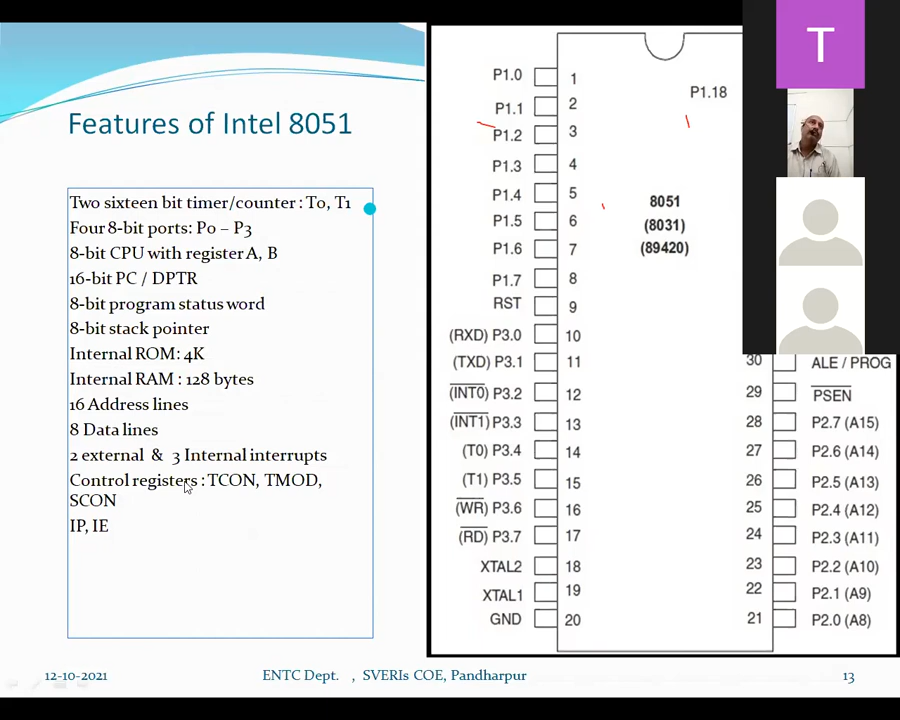 Features of Intel 8051
Two sixteen bit timer/counter : T0, T1
Four 8-bit ports: P0 – P3
8-bit CPU with register A, B
16-bit PC / DPTR
8-bit program status word
8-bit stack pointer
Internal ROM: 4K
Internal RAM : 128 bytes
16 Address lines
8 Data lines
2 external & 3 Internal interrupts
Control registers : TCON, TMOD,
SCON
IP, IE
P1.0 1
P1.1 2
P1.2 3
P1.3 4
P1.4 5
P1.5 6
P1.6 7
P1.7 8
RST 9
(RXD) P3.0 10
(TXD) P3.1 11
(INT0) P3.2 12
(INT1) P3.3 13
(T0) P3.4 14
(T1) P3.5 15
(WR) P3.6 16
(RD) P3.7 17
XTAL2 18
XTAL1 19
GND 20
P1.18
8051
(8031)
(89420)
30 ALE / PROG
29 PSEN
28 P2.7 (A15)
27 P2.6 (A14)
26 P2.5 (A13)
25 P2.4 (A12)
24 P2.3 (A11)
23 P2.2 (A10)
22 P2.1 (A9)
21 P2.0 (A8)
T
12-10-2021 ENTC Dept. , SVERIs COE, Pandharpur 13